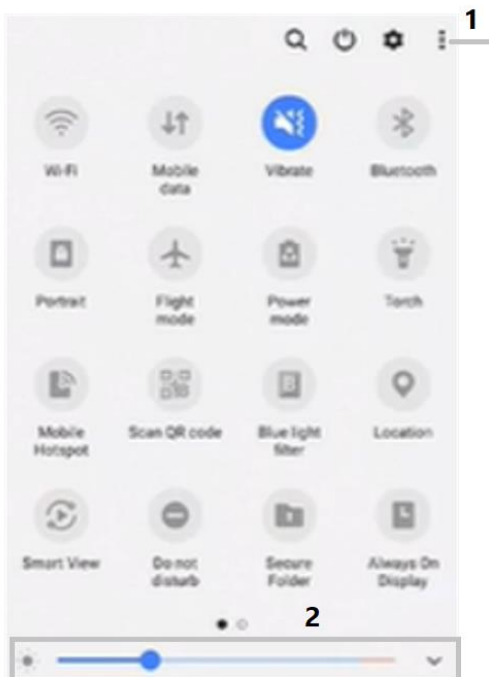 1
Wi-Fi
Mobile data
Vibrate
Bluetooth
Portrait
Flight mode
Power mode
Torch
Mobile Hotspot
Scan QR code
Blue light filter
Location
Smart View
Do not disturb
Secure Folder
Always On Display
2